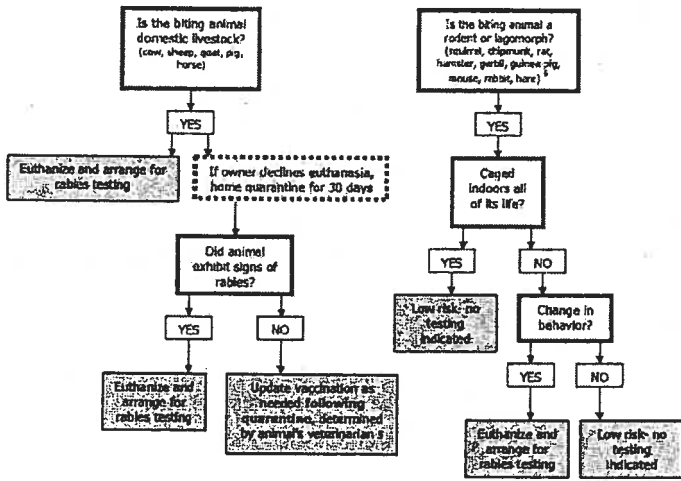 Is the biting animal
domestic livestock?
(cow, sheep, goat, pig,
horse)
YES
Euthanize and arrange for
rabies testing
If owner declines euthanasia,
home quarantine for 30 days
Did animal
exhibit signs of
rabies?
YES
NO
Euthanize and
arrange for
rabies testing
Update vaccination as
needed following
quarantine, determined
by animal's veterinarian s
Is the biting animal a
rodent or lagomorph?
(squirrel, chipmunk, rat,
hamster, gerbil, guinea pig,
mouse, rabbit, hare) 6
YES
Caged
indoors all
of its life?
YES
NO
Low risk- no
testing
indicated
Change in
behavior?
YES
NO
Euthanize and
arrange for
rabies testing
Low risk- no
testing
indicated